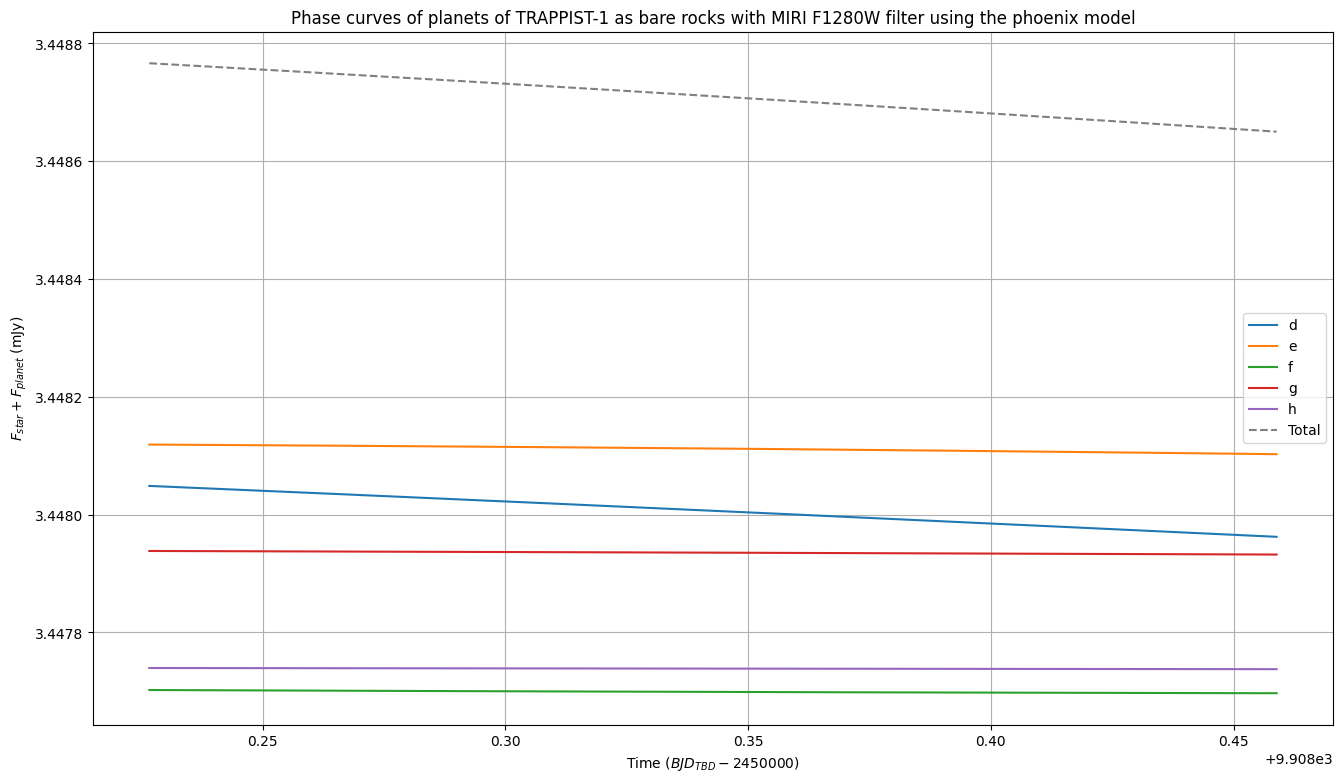 Phase curves of planets of TRAPPIST-1 as bare rocks with MIRI F1280W filter using the phoenix model
3.4488
3.4486
3.4484
3.4482
3.4480
3.4478
F_star + F_planet (mJy)
d
e
f
g
h
Total
0.25
0.30
0.35
0.40
0.45
+9.908e3
Time (BJD_TBD − 2450000)